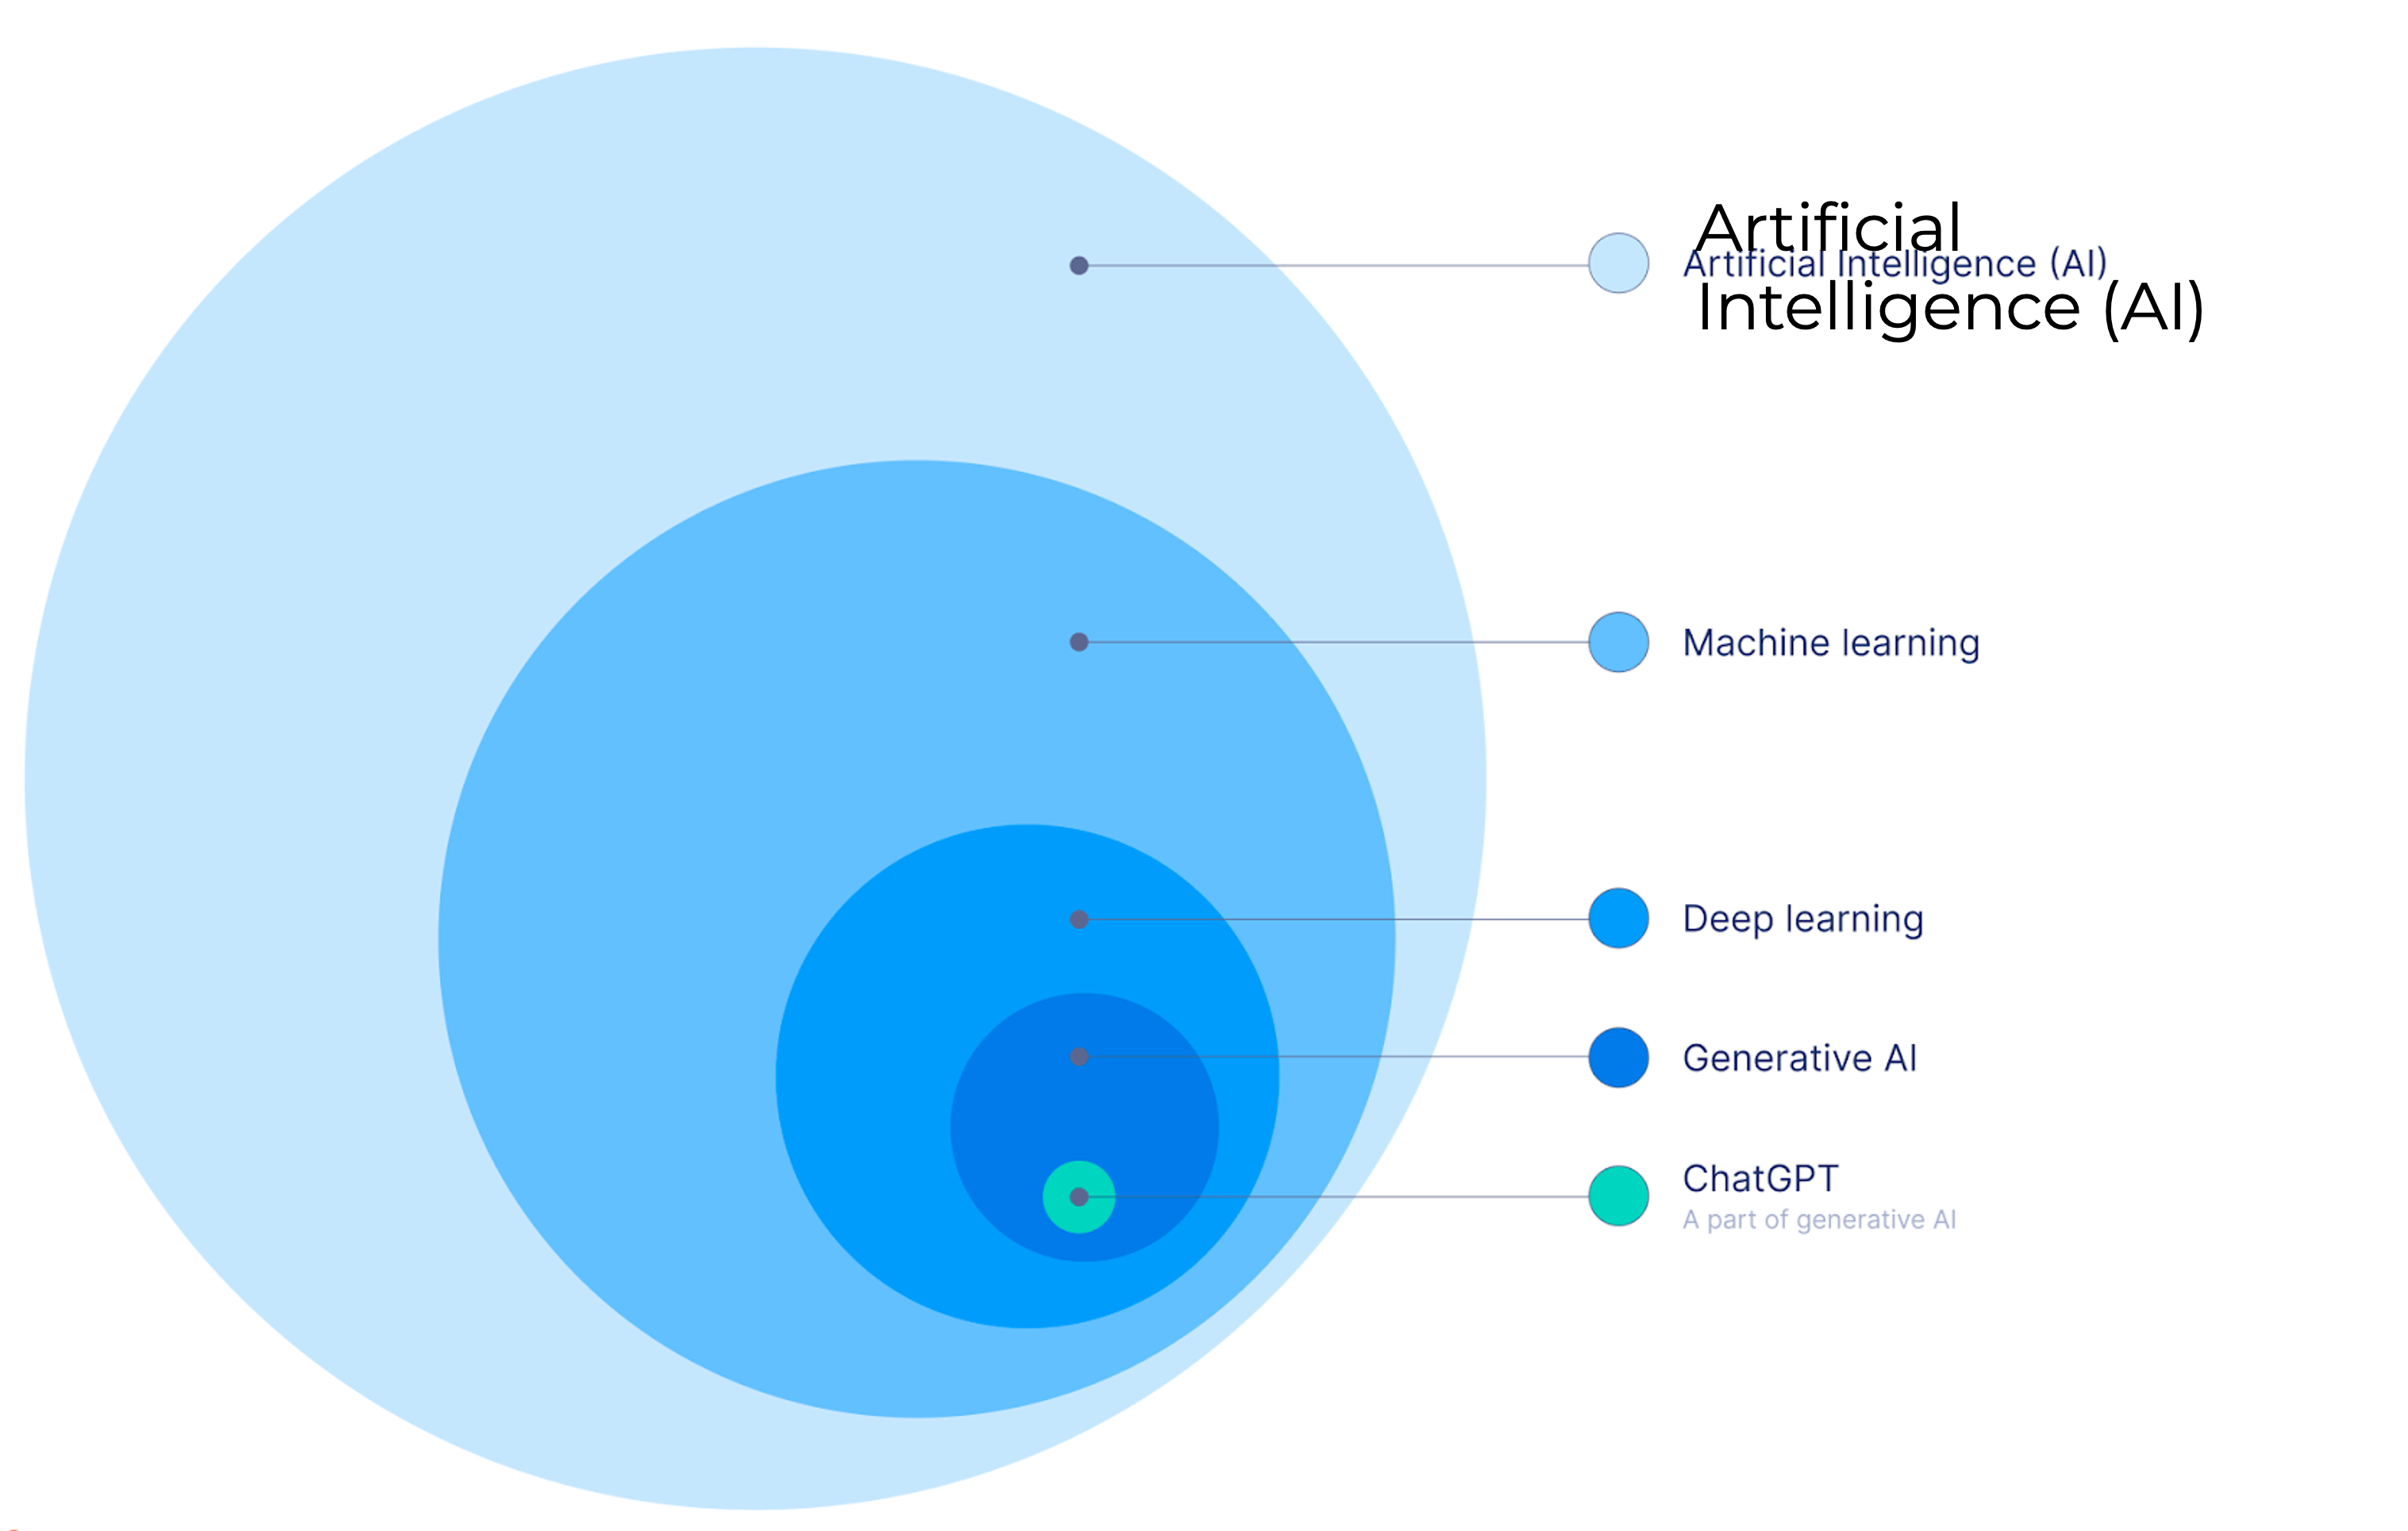 Artificial
Artificial Intelligence (AI)
Intelligence (AI)
Machine learning
Deep learning
Generative AI
ChatGPT
A part of generative AI